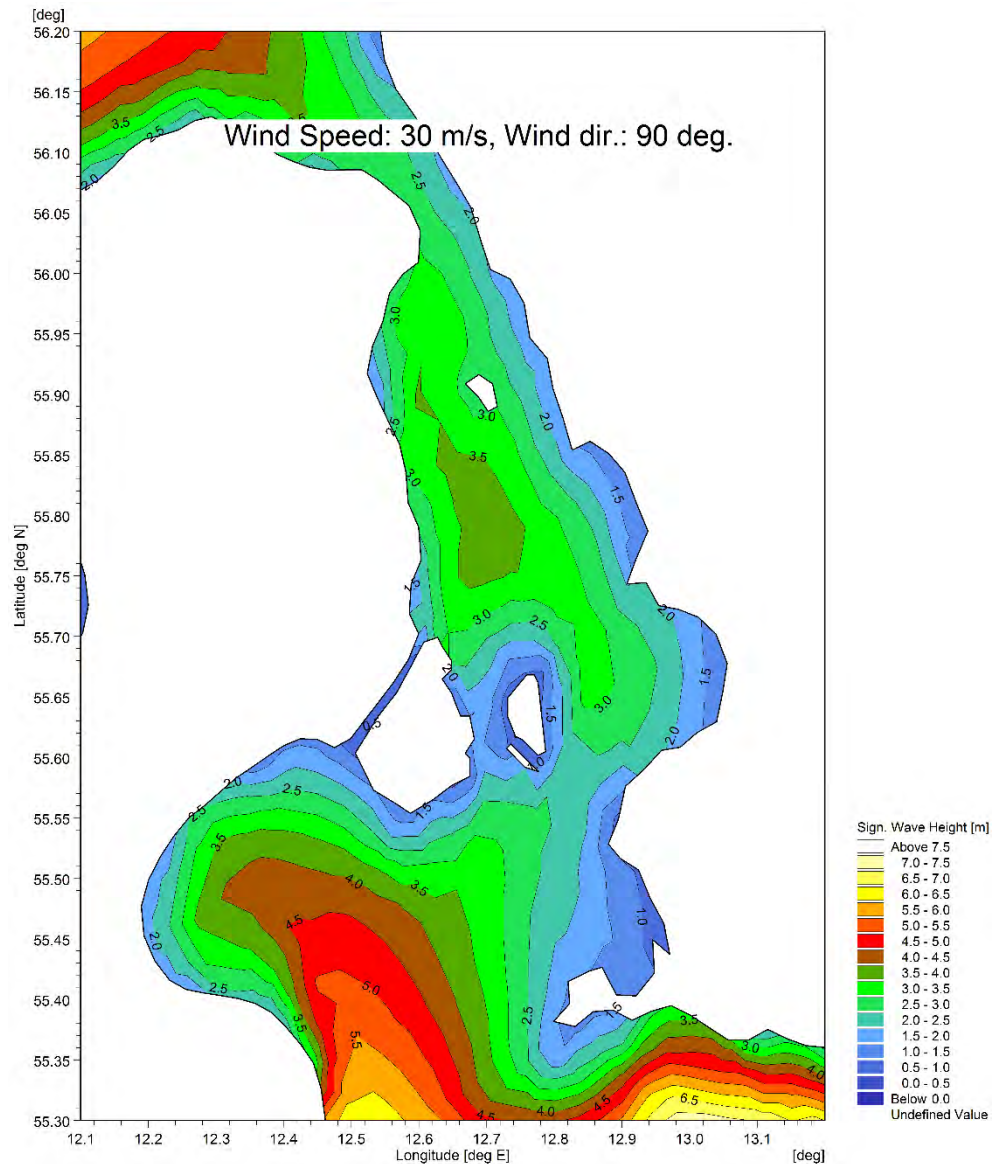 [deg]
56.20
56.15
3.5
2.5
Wind Speed: 30 m/s, Wind dir.: 90 deg.
56.10
2.0
2.5
56.05
2.0
56.00
3.0
55.95
55.90
3.0
2.0
2.5
55.85
3.5
3.0
1.5
55.80
Latitude [deg N]
55.75
1.5
3.0
2.5
2.0
55.70
2.0
1.5
55.65
1.5
3.0
0.5
2.0
55.60
1.0
2.0
2.5
1.5
2.5
55.55
3.5
3.5
55.50
4.0
1.0
4.5
55.45
2.0
5.0
2.5
55.40
3.5
1.5
3.5
5.5
2.5
3.0
55.35
4.0
6.5
4.5
4.0
4.5
55.30
12.1 12.2 12.3 12.4 12.5 12.6 12.7 12.8 12.9 13.0 13.1
Longitude [deg E]
[deg]
Sign. Wave Height [m]
Above 7.5
7.0 - 7.5
6.5 - 7.0
6.0 - 6.5
5.5 - 6.0
5.0 - 5.5
4.5 - 5.0
4.0 - 4.5
3.5 - 4.0
3.0 - 3.5
2.5 - 3.0
2.0 - 2.5
1.5 - 2.0
1.0 - 1.5
0.5 - 1.0
0.0 - 0.5
Below 0.0
Undefined Value